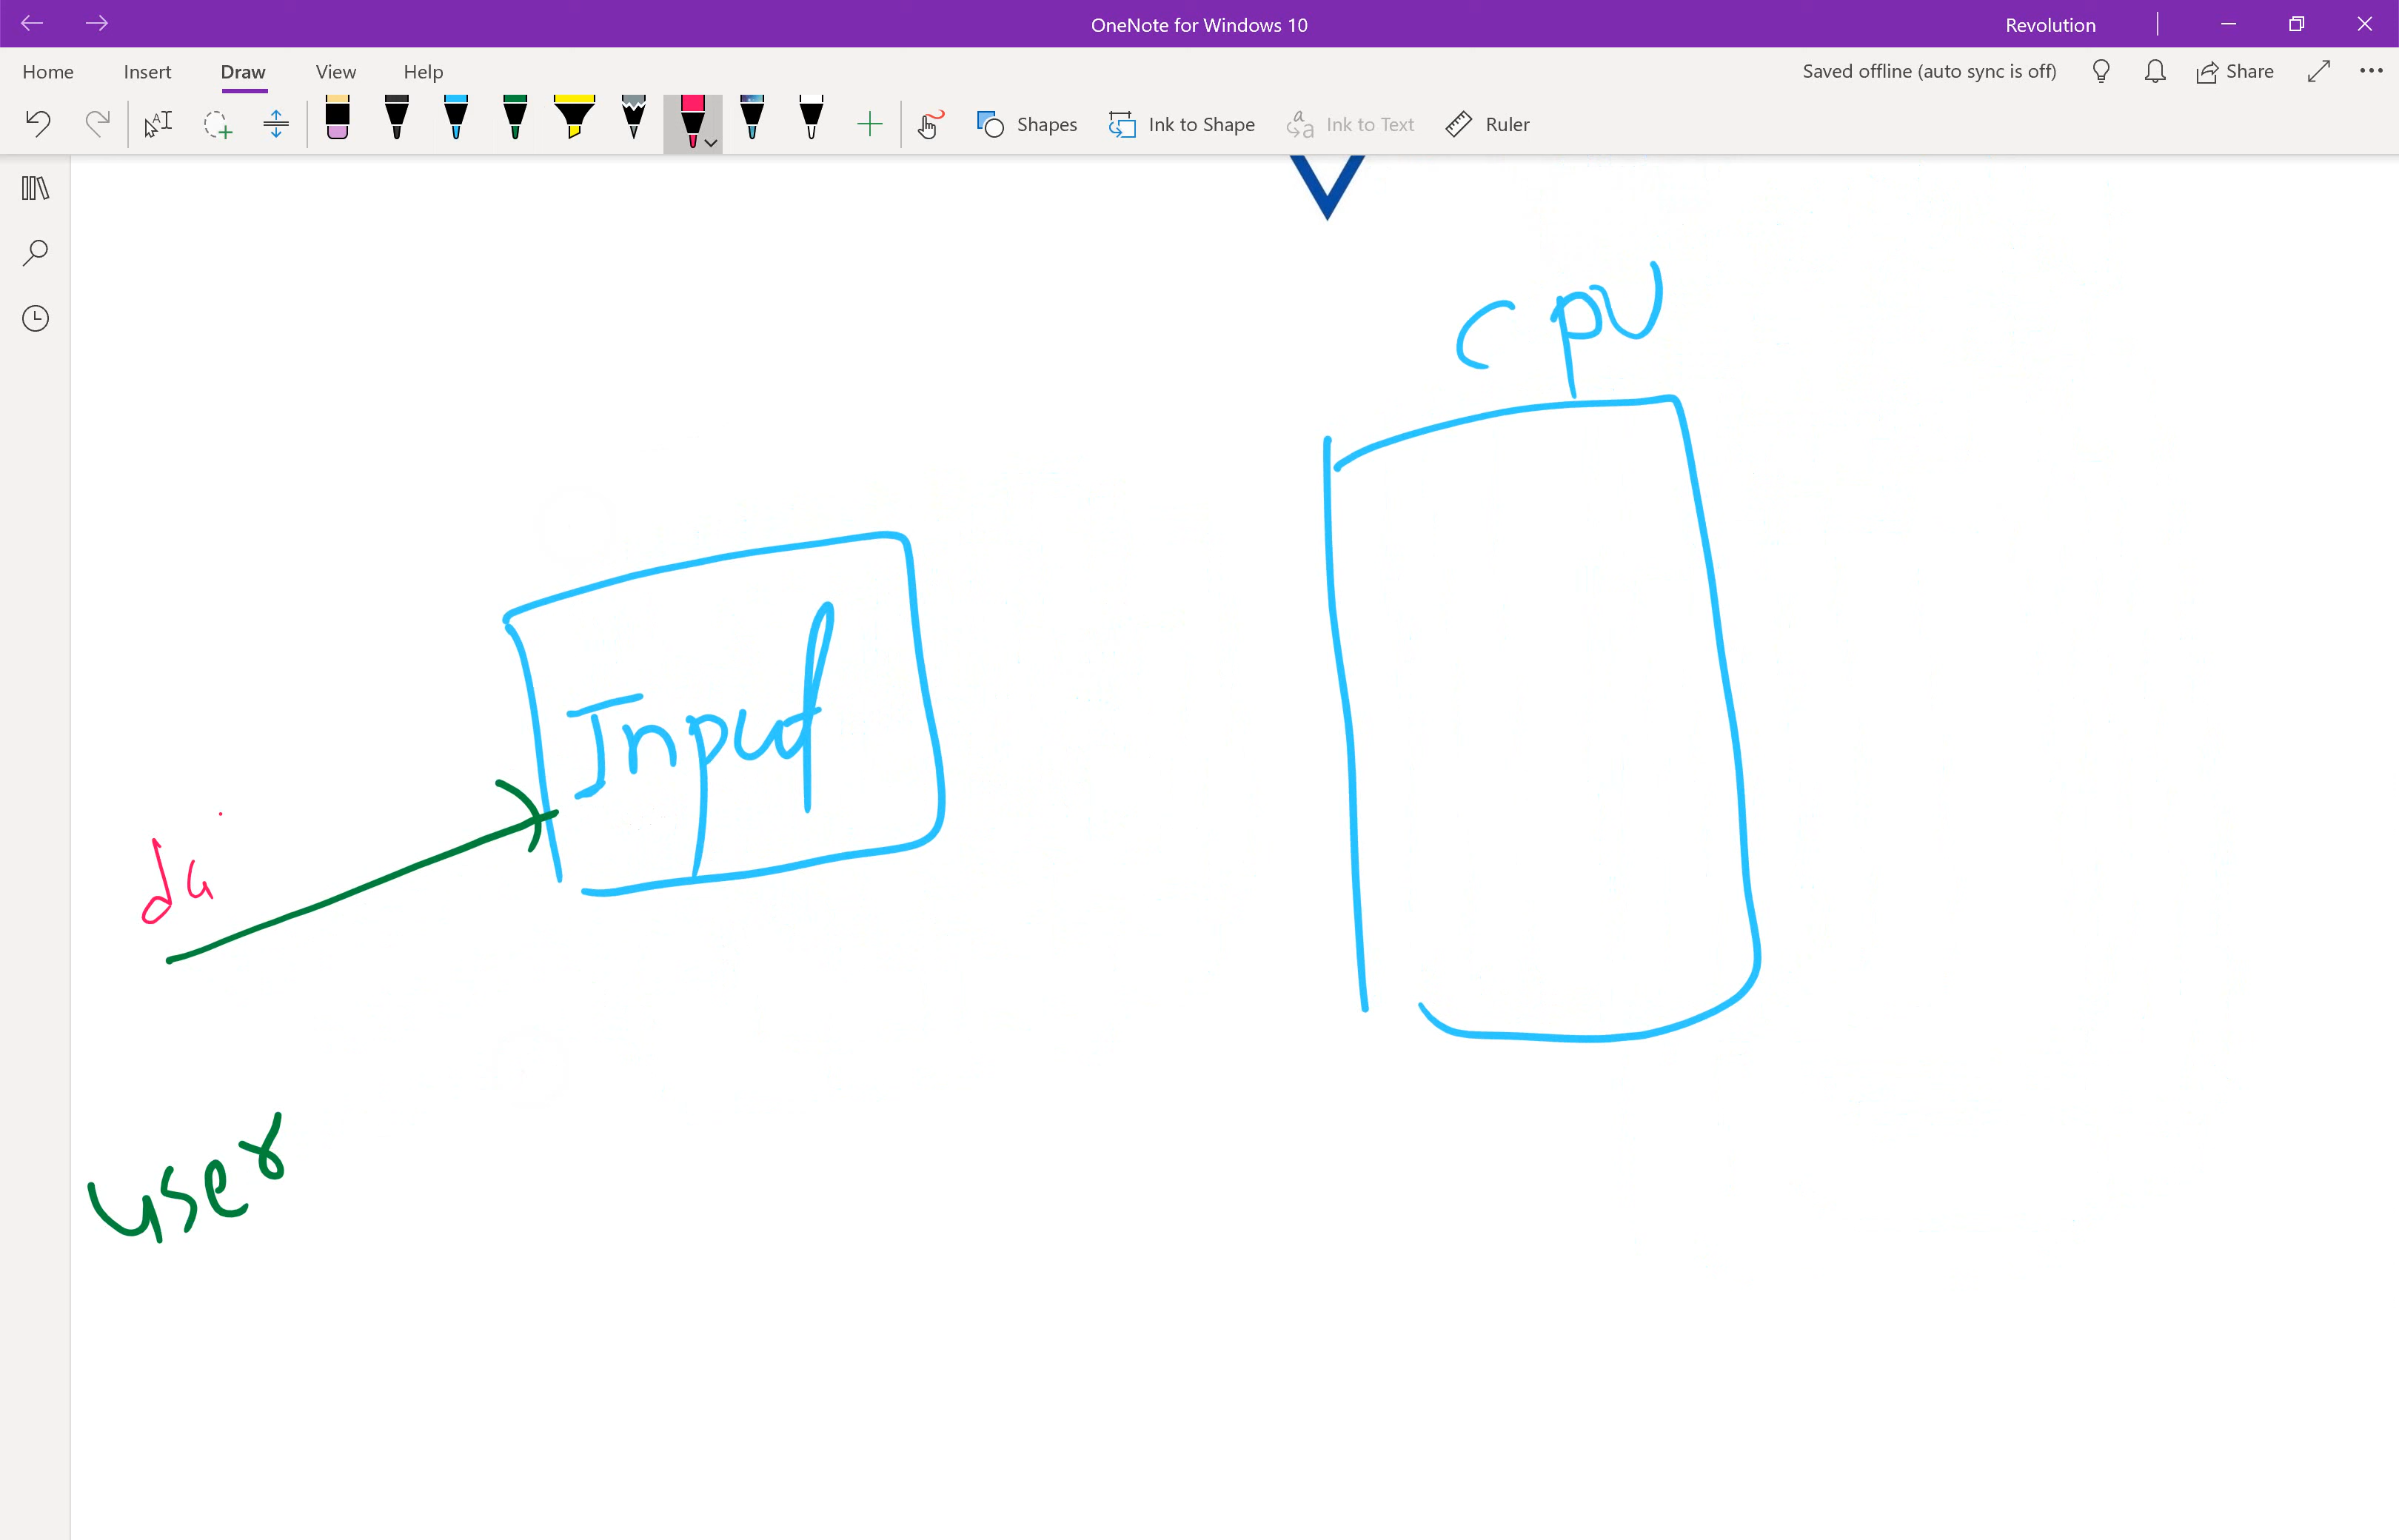 OneNote for Windows 10
Revolution
Home Insert Draw View Help
Saved offline (auto sync is off) Share
Shapes Ink to Shape Ink to Text Ruler
CpU
Input
da
user